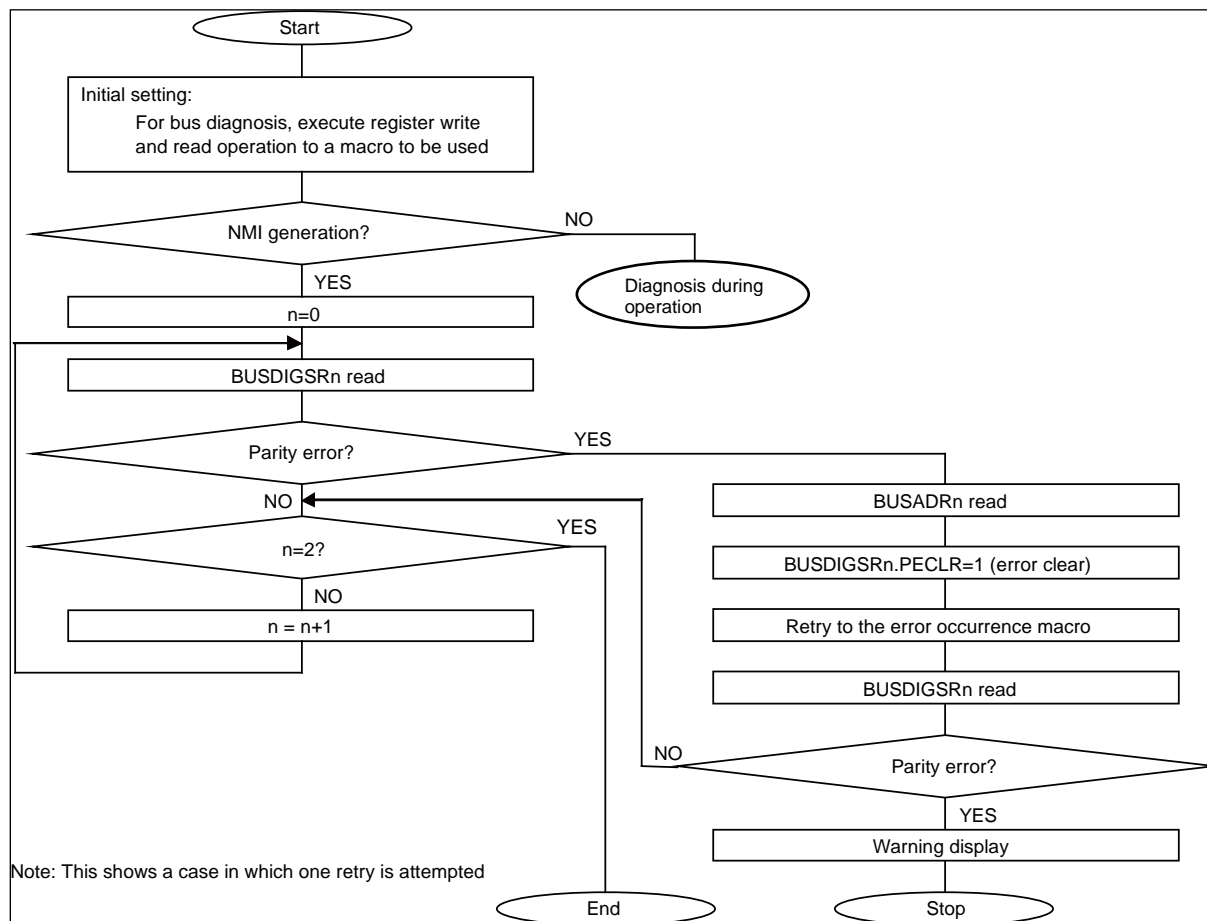 Start
Initial setting:
For bus diagnosis, execute register write
and read operation to a macro to be used
NMI generation?
NO
YES
Diagnosis during
operation
n=0
BUSDIGSRn read
Parity error?
YES
NO
BUSADRn read
n=2?
YES
BUSDIGSRn.PECLR=1 (error clear)
NO
n = n+1
Retry to the error occurrence macro
BUSDIGSRn read
NO
Parity error?
YES
Warning display
Note: This shows a case in which one retry is attempted
End
Stop